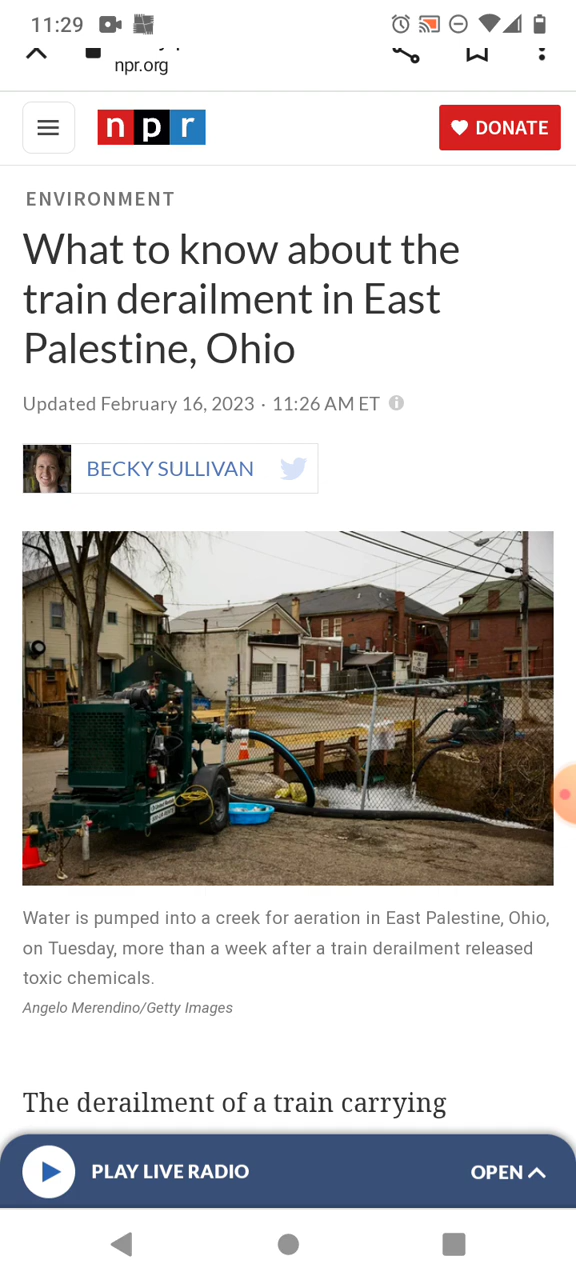 11:29
npr.org
npr
DONATE
ENVIRONMENT
What to know about the
train derailment in East
Palestine, Ohio
Updated February 16, 2023 · 11:26 AM ET
BECKY SULLIVAN
Water is pumped into a creek for aeration in East Palestine, Ohio,
on Tuesday, more than a week after a train derailment released
toxic chemicals.
Angelo Merendino/Getty Images
The derailment of a train carrying
PLAY LIVE RADIO
OPEN